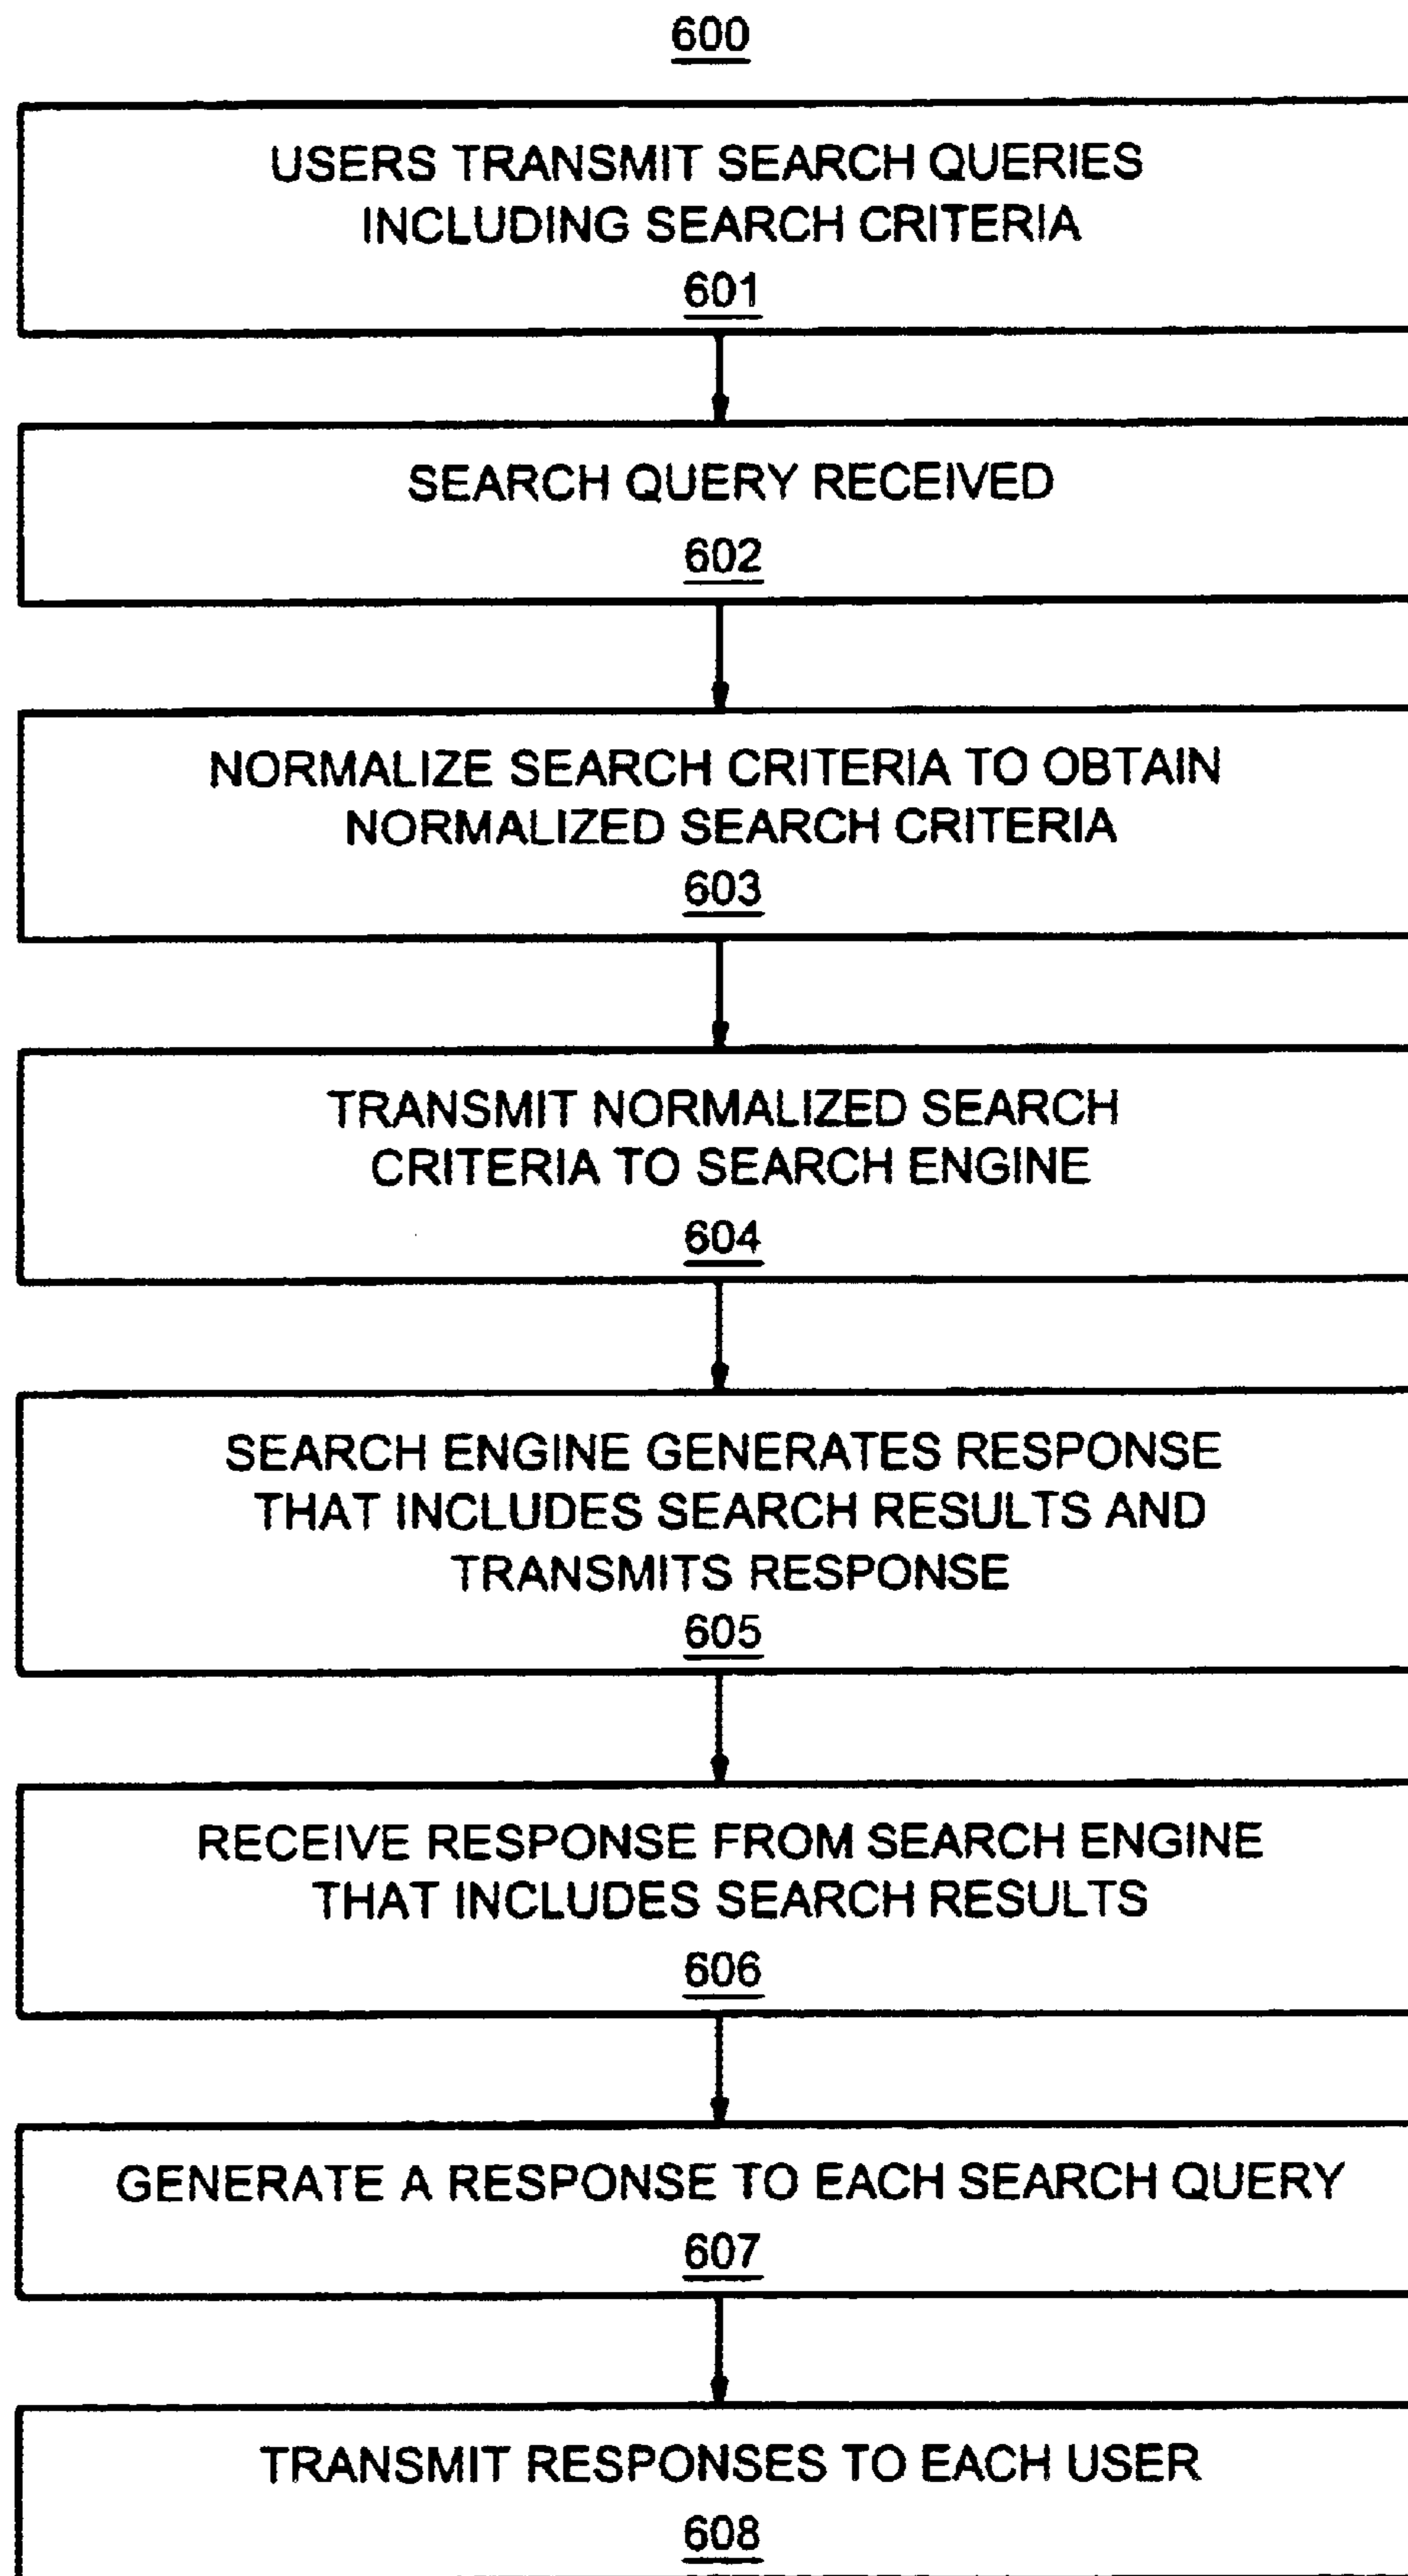 600
USERS TRANSMIT SEARCH QUERIES
INCLUDING SEARCH CRITERIA
601
SEARCH QUERY RECEIVED
602
NORMALIZE SEARCH CRITERIA TO OBTAIN
NORMALIZED SEARCH CRITERIA
603
TRANSMIT NORMALIZED SEARCH
CRITERIA TO SEARCH ENGINE
604
SEARCH ENGINE GENERATES RESPONSE
THAT INCLUDES SEARCH RESULTS AND
TRANSMITS RESPONSE
605
RECEIVE RESPONSE FROM SEARCH ENGINE
THAT INCLUDES SEARCH RESULTS
606
GENERATE A RESPONSE TO EACH SEARCH QUERY
607
TRANSMIT RESPONSES TO EACH USER
608